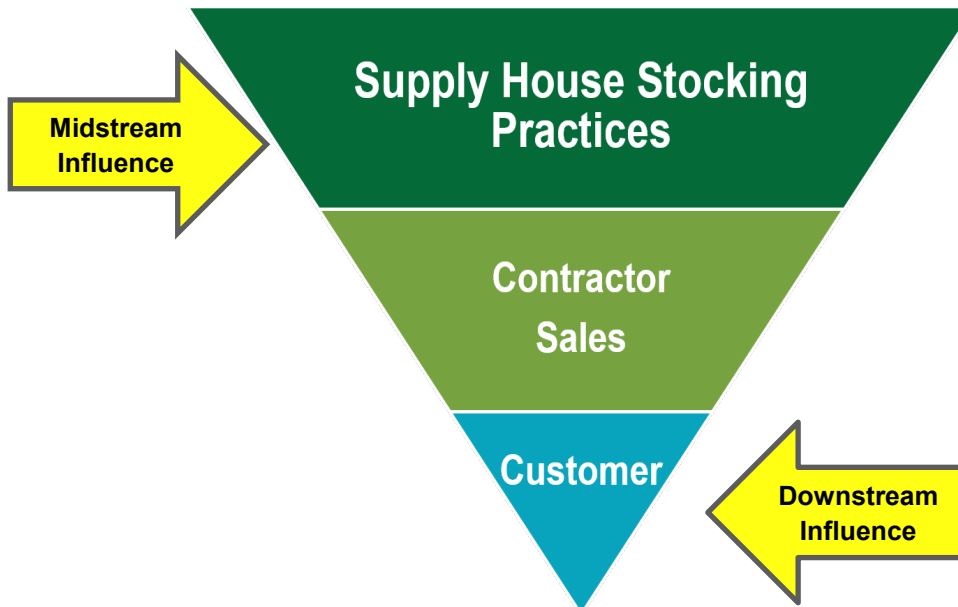 Supply House Stocking
Practices
Midstream
Influence
Contractor
Sales
Customer
Downstream
Influence